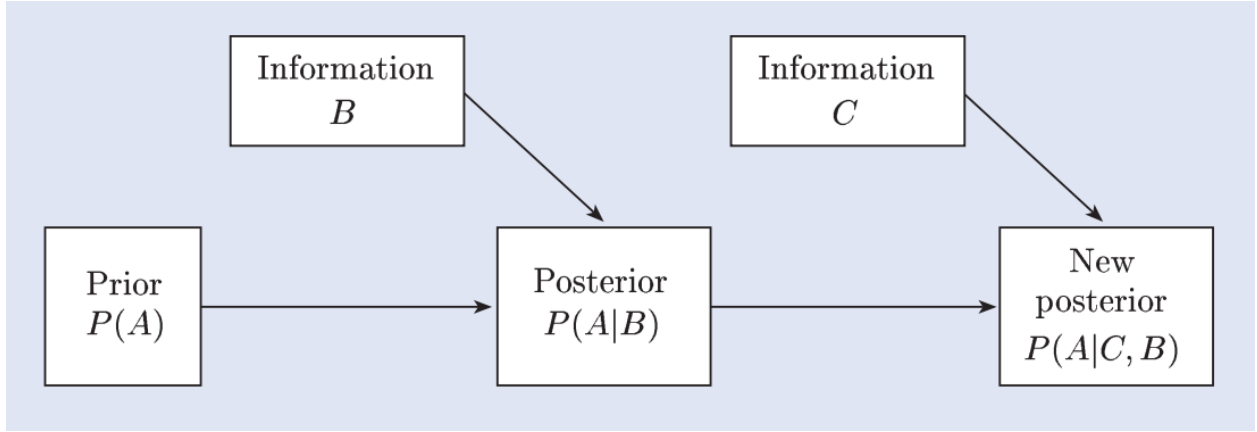 Information
B
Information
C
Prior
P(A)
Posterior
P(A|B)
New
posterior
P(A|C, B)